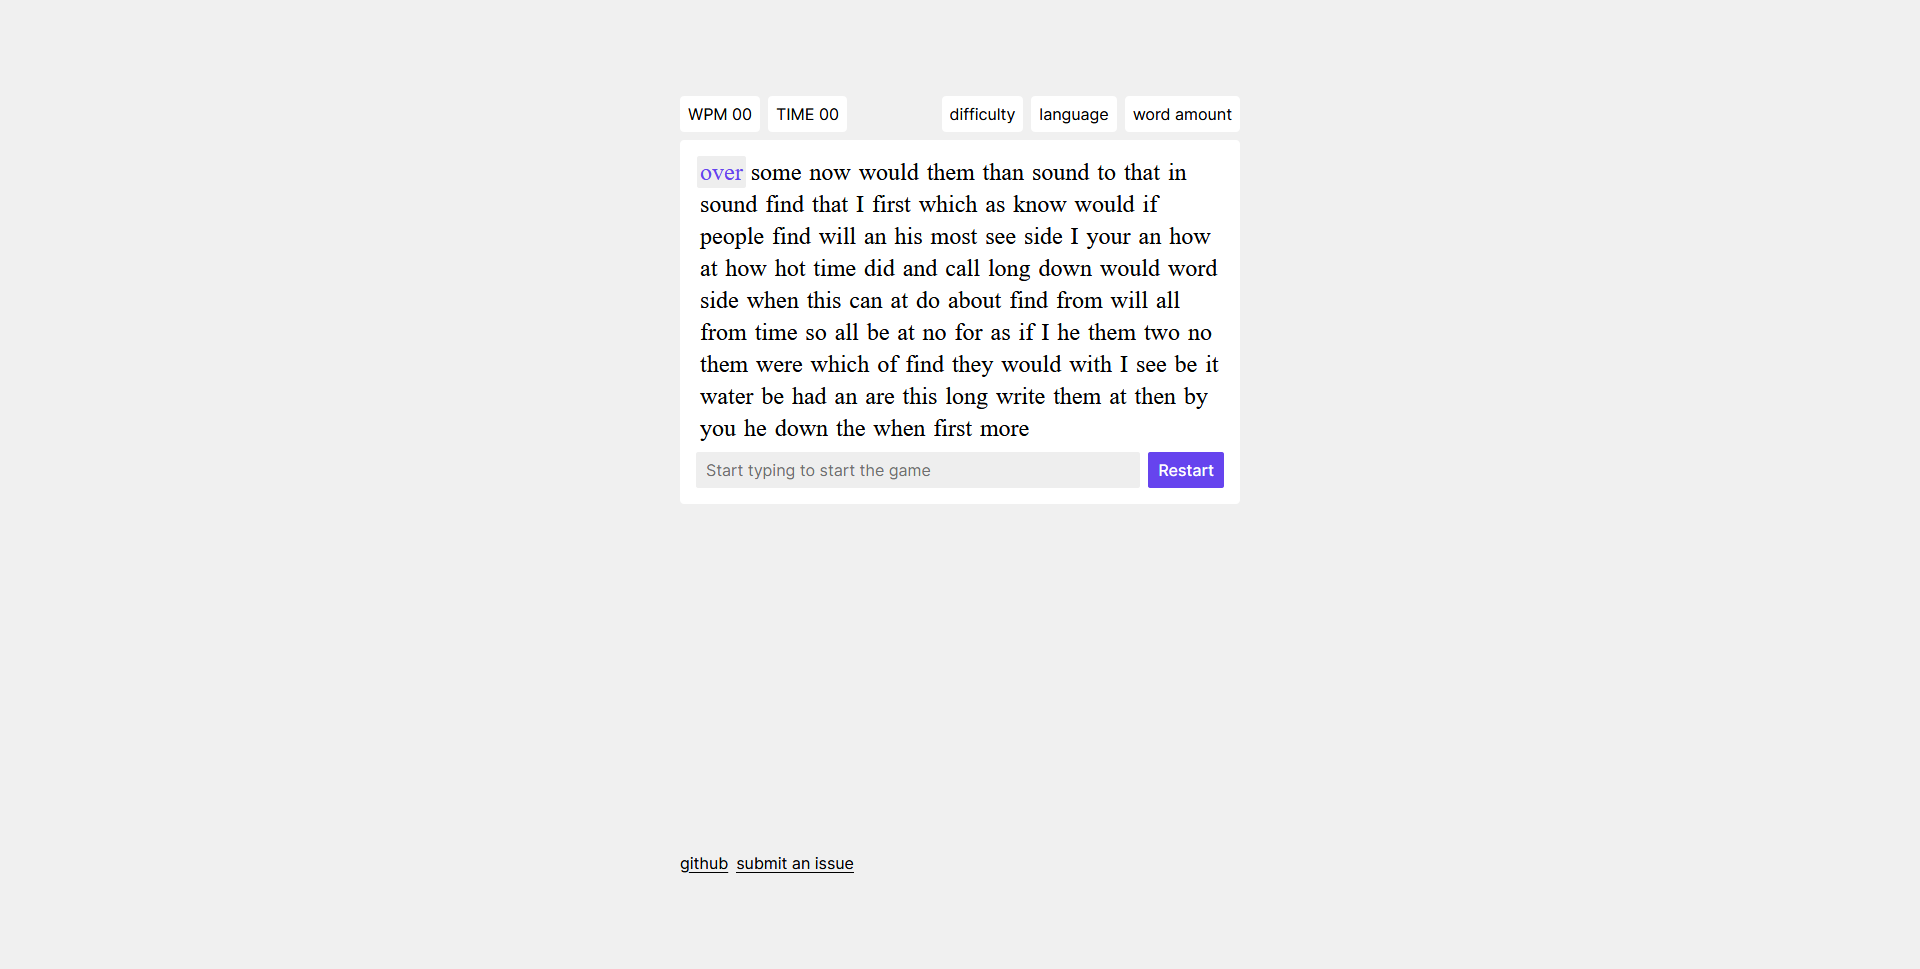 WPM 00 TIME 00 difficulty language word amount
over some now would them than sound to that in
sound find that I first which as know would if
people find will an his most see side I your an how
at how hot time did and call long down would word
side when this can at do about find from will all
from time so all be at no for as if I he them two no
them were which of find they would with I see be it
water be had an are this long write them at then by
you he down the when first more
Start typing to start the game Restart
github submit an issue